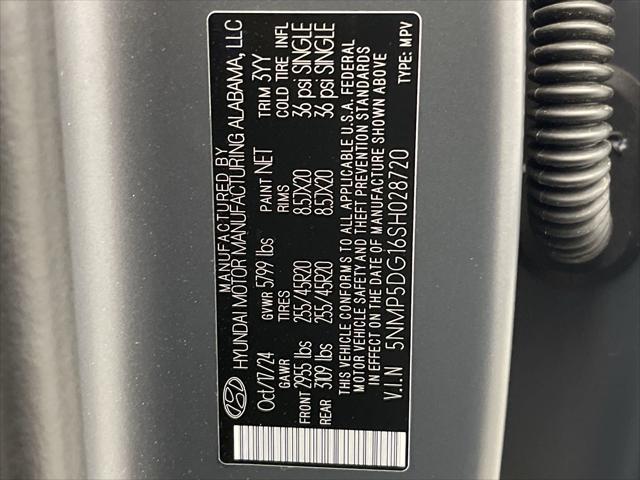 MANUFACTURED BY
HYUNDAI MOTOR MANUFACTURING ALABAMA, LLC
Oct/17/24 GVWR 5799 lbs PAINT NET TRIM 3YY
GAWR TIRES RIMS COLD TIRE INFL
FRONT 2955 lbs 255/45R20 8.5JX20 36 psi SINGLE
REAR 3109 lbs 255/45R20 8.5JX20 36 psi SINGLE
THIS VEHICLE CONFORMS TO ALL APPLICABLE U.S.A. FEDERAL
MOTOR VEHICLE SAFETY AND THEFT PREVENTION STANDARDS
IN EFFECT ON THE DATE OF MANUFACTURE SHOWN ABOVE
V.I.N 5NMP5DG16SH028720 TYPE: MPV